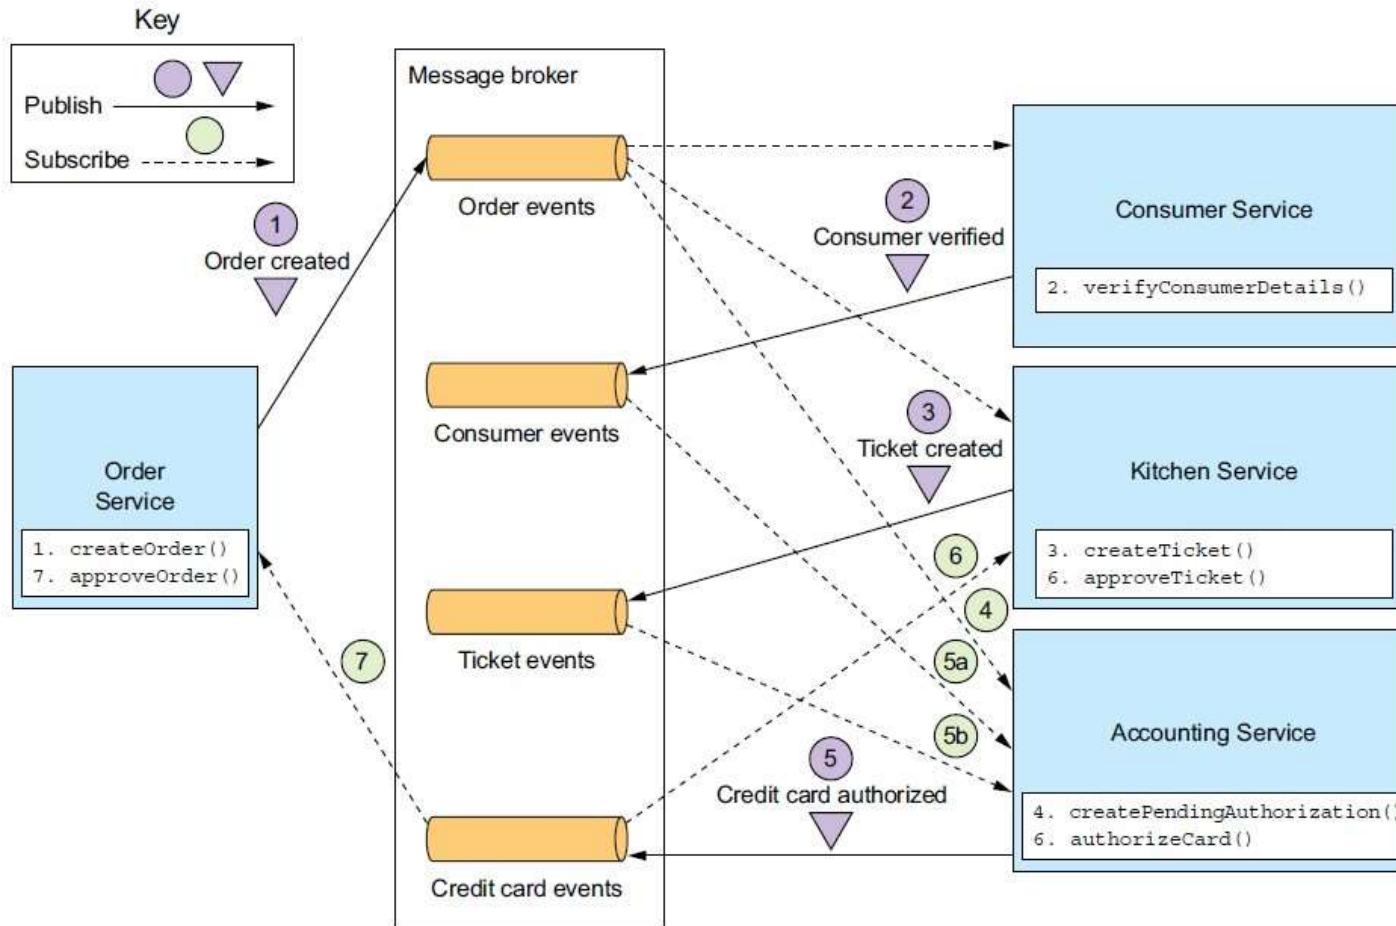 Key
Publish
Subscribe
Message broker
Order events
Consumer events
Ticket events
Credit card events
1
Order created
2
Consumer verified
3
Ticket created
6
4
5a
5b
5
Credit card authorized
7
Order
Service
1. createOrder()
7. approveOrder()
Consumer Service
2. verifyConsumerDetails()
Kitchen Service
3. createTicket()
6. approveTicket()
Accounting Service
4. createPendingAuthorization()
6. authorizeCard()